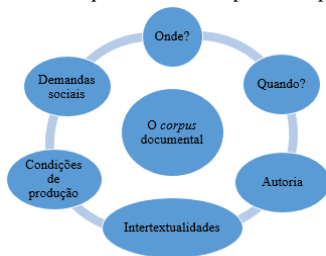 Onde?
Demandas
sociais
Quando?
O corpus
documental
Condições
de
produção
Autoria
Intertextualidades